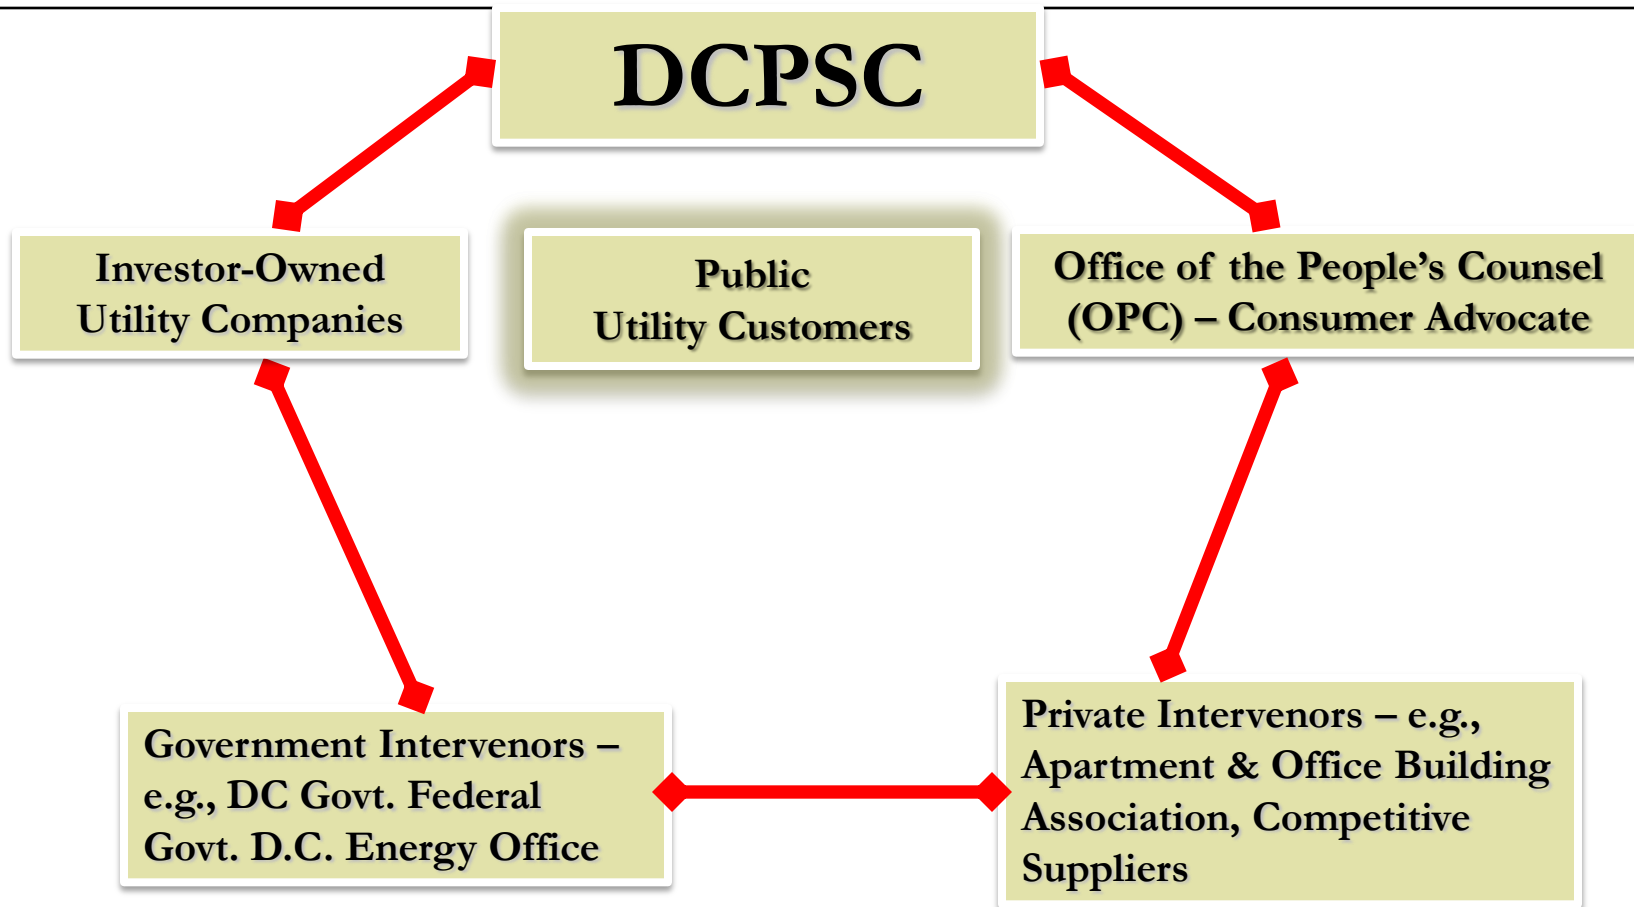 DCPSC
Investor-Owned
Utility Companies
Public
Utility Customers
Office of the People’s Counsel
(OPC) – Consumer Advocate
Government Intervenors –
e.g., DC Govt. Federal
Govt. D.C. Energy Office
Private Intervenors – e.g.,
Apartment & Office Building
Association, Competitive
Suppliers